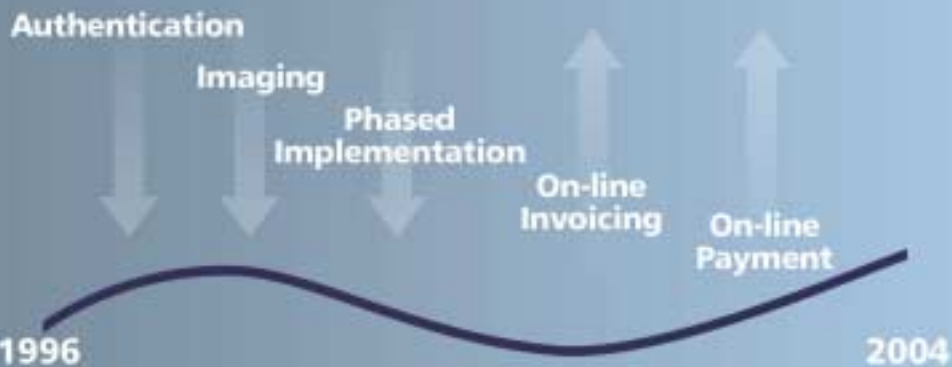 Authentication
Imaging
Phased
Implementation
On-line
Invoicing
On-line
Payment
1996
2004